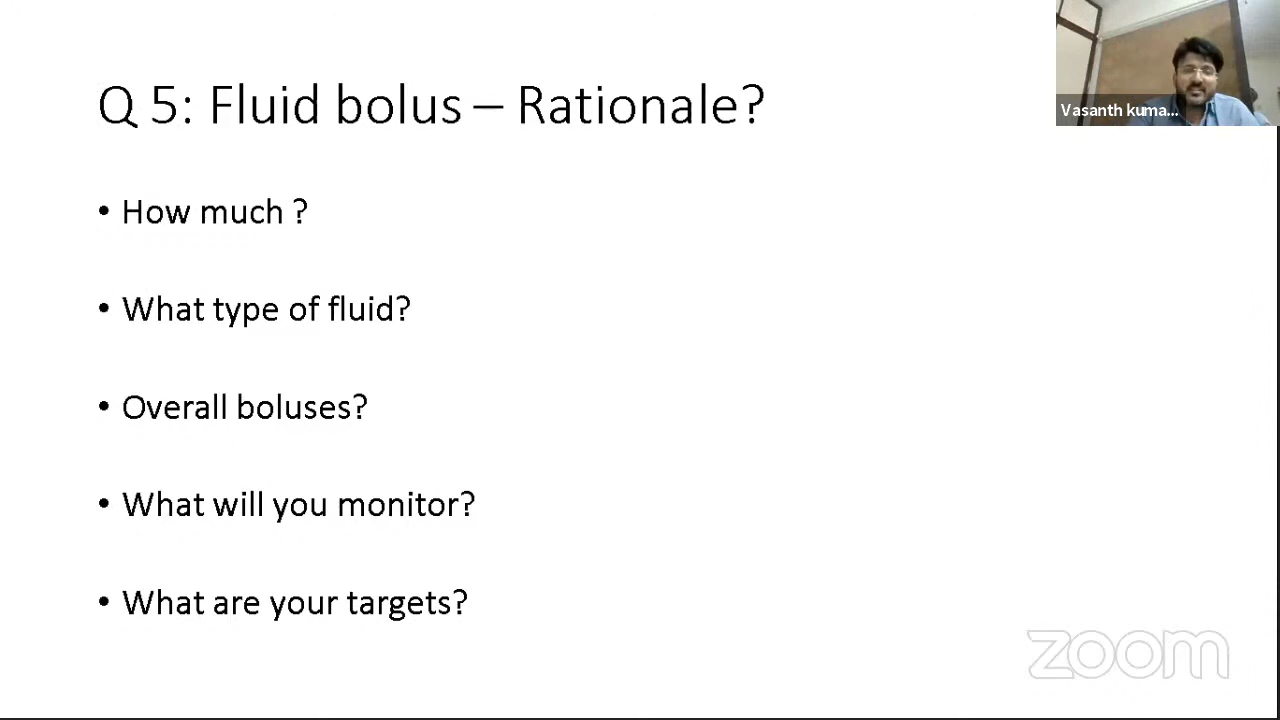 Q 5: Fluid bolus – Rationale?
Vasanth kuma...
• How much ?
• What type of fluid?
• Overall boluses?
• What will you monitor?
• What are your targets?
zoom